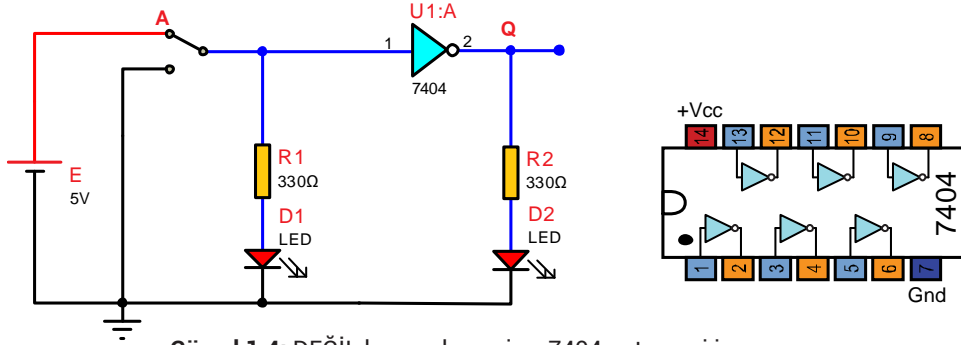 A
U1:A
Q
1
2
7404
E
5V
R1
330Ω
D1
LED
R2
330Ω
D2
LED
+Vcc
14 13 12 11 10 9 8
7404
1 2 3 4 5 6 7
Gnd